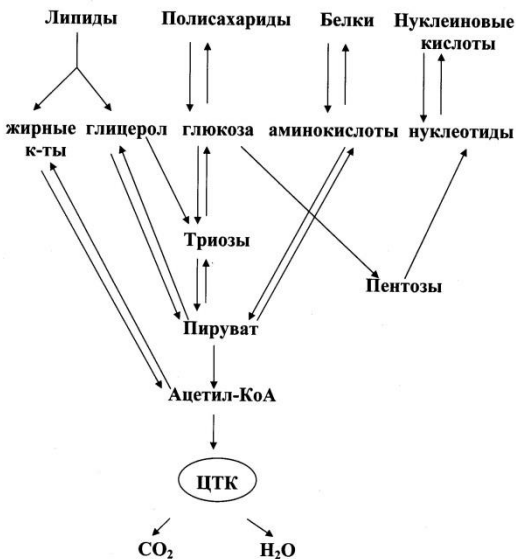 Липиды Полисахариды Белки Нуклеиновые
кислоты
жирные глицерол глюкоза аминокислоты нуклеотиды
к-ты
Триозы
Пентозы
Пируват
Ацетил-КоА
ЦТК
CO₂ H₂O